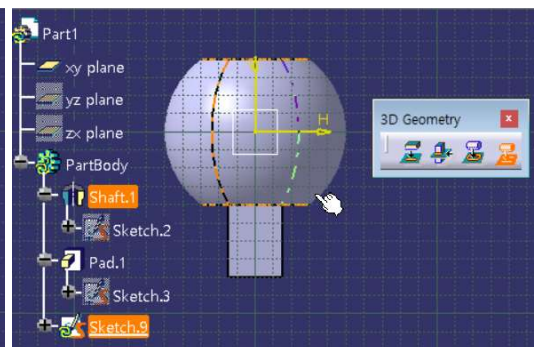 Part1
xy plane
yz plane
zx plane
PartBody
Shaft.1
Sketch.2
Pad.1
Sketch.3
Sketch.9
H
3D Geometry
x